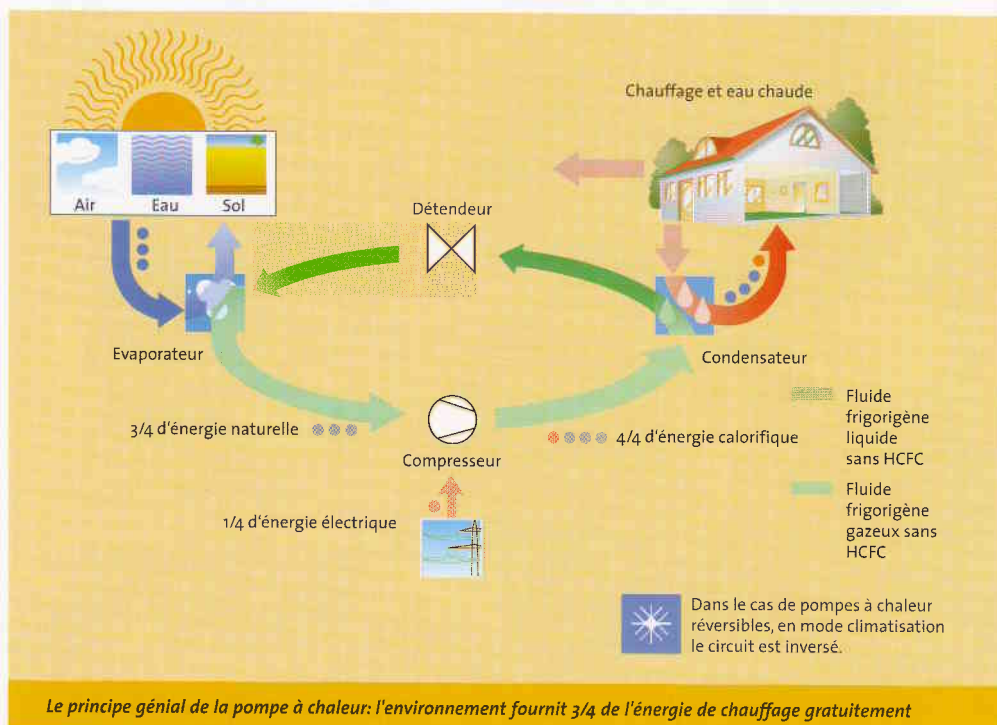 Chauffage et eau chaude
Air Eau Sol
Détendeur
Evaporateur
Condensateur
3/4 d'énergie naturelle
4/4 d'énergie calorifique
Compresseur
1/4 d'énergie électrique
Fluide
frigorigène
liquide
sans HCFC
Fluide
frigorigène
gazeux sans
HCFC
Dans le cas de pompes à chaleur
réversibles, en mode climatisation
le circuit est inversé.
Le principe génial de la pompe à chaleur: l'environnement fournit 3/4 de l'énergie de chauffage gratuitement